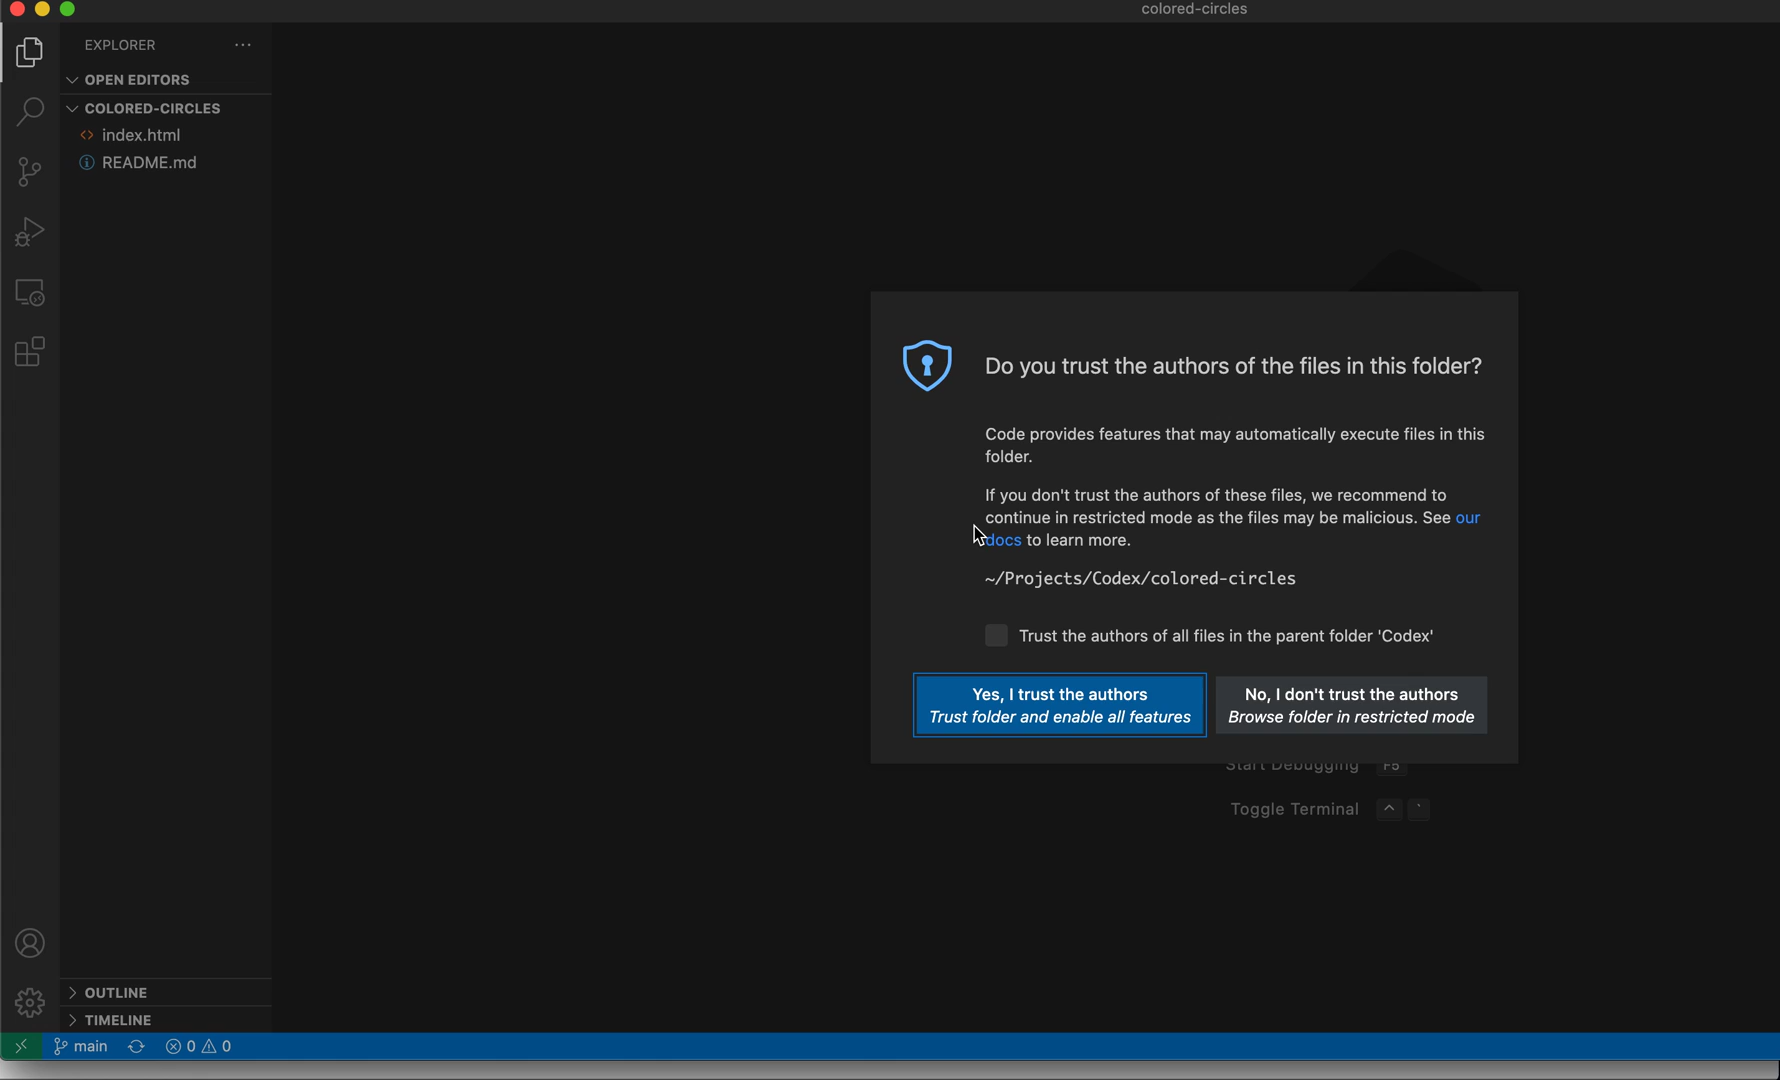 colored-circles
EXPLORER
OPEN EDITORS
COLORED-CIRCLES
<> index.html
README.md
Do you trust the authors of the files in this folder?
Code provides features that may automatically execute files in this
folder.
If you don't trust the authors of these files, we recommend to
continue in restricted mode as the files may be malicious. See our
docs to learn more.
~/Projects/Codex/colored-circles
Trust the authors of all files in the parent folder 'Codex'
Yes, I trust the authors
Trust folder and enable all features
No, I don't trust the authors
Browse folder in restricted mode
Start Debugging F5
Toggle Terminal ^ `
OUTLINE
TIMELINE
main 0 0